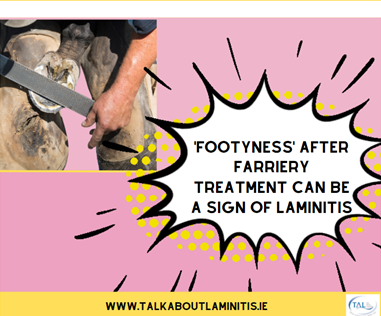 'FOOTYNESS' AFTER
FARRIERY
TREATMENT CAN BE
A SIGN OF LAMINITIS
WWW.TALKABOUTLAMINITIS.IE
TAL